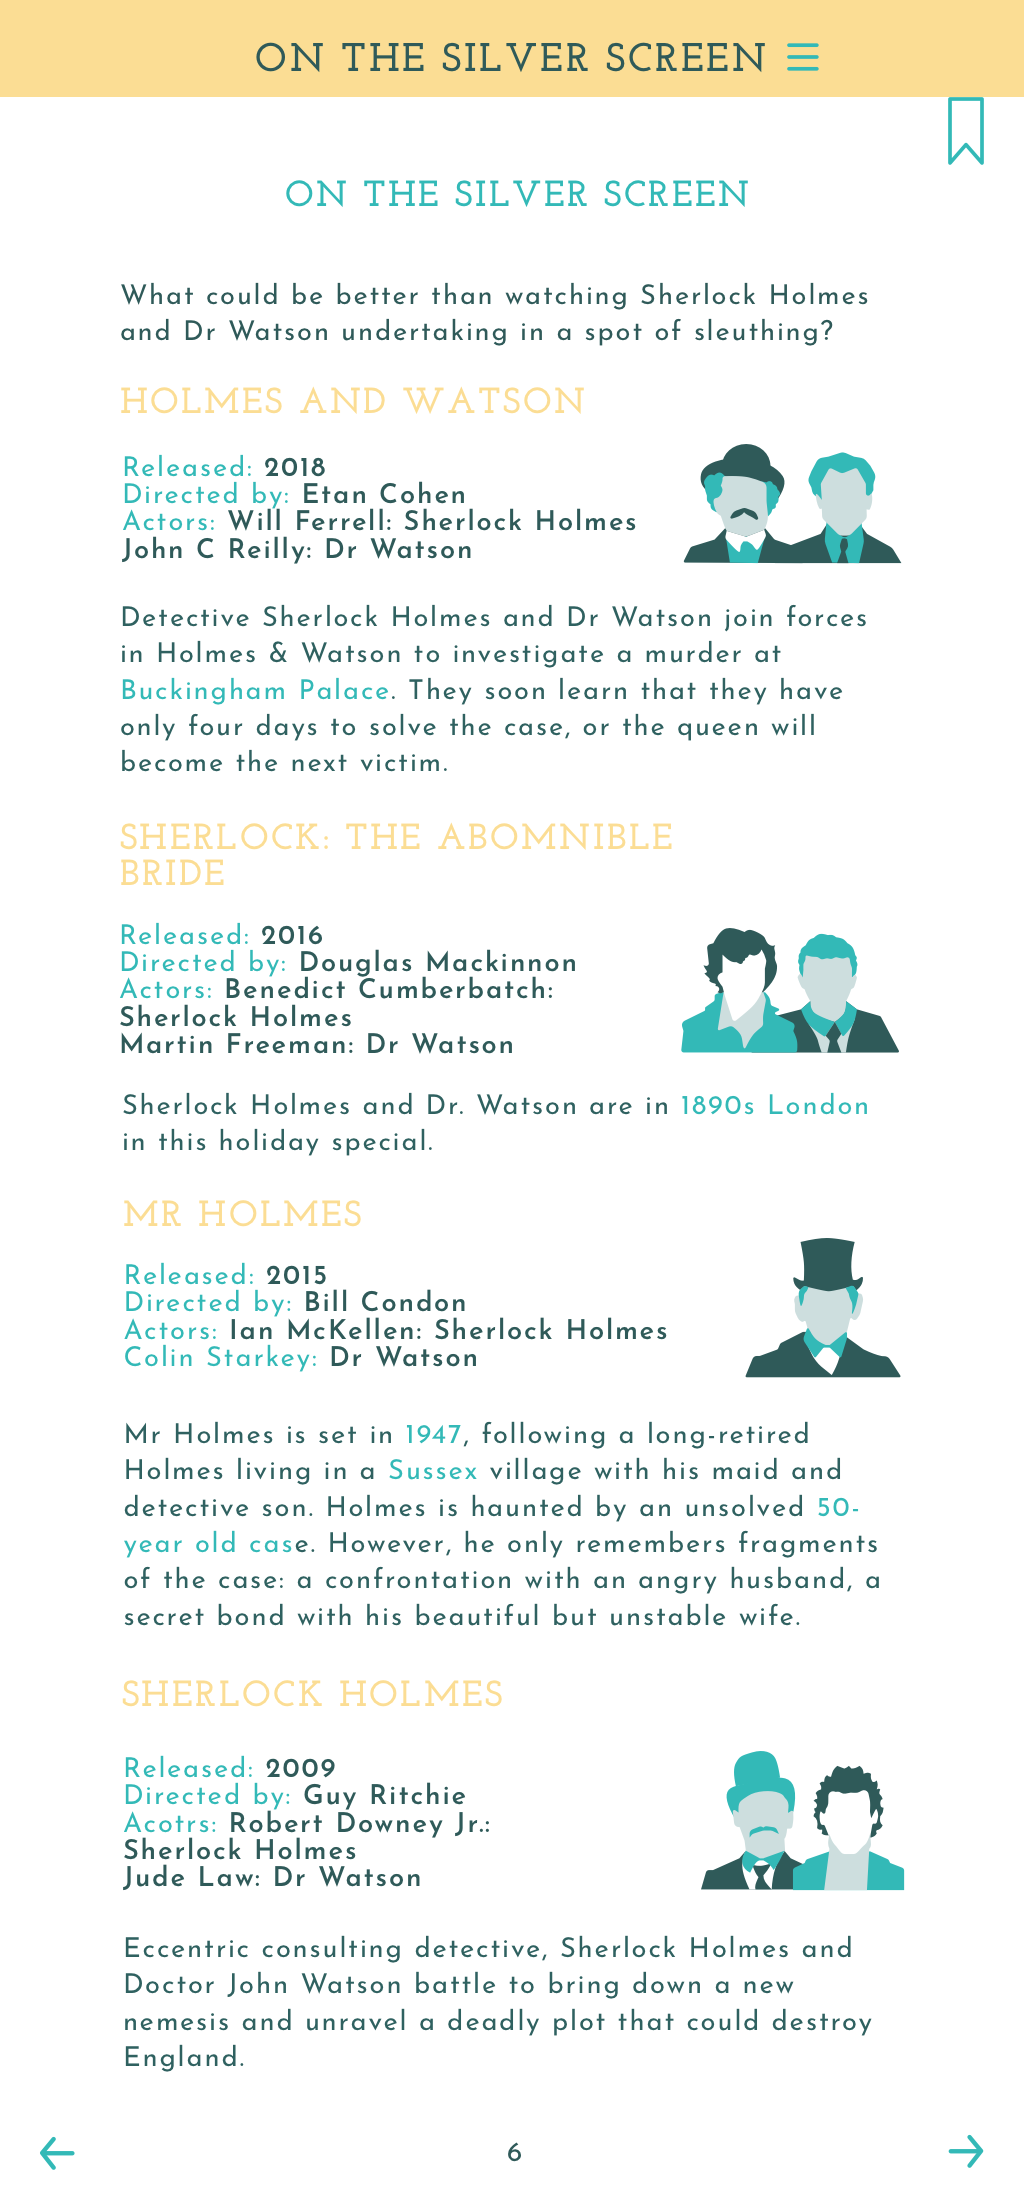 ON THE SILVER SCREEN
ON THE SILVER SCREEN
What could be better than watching Sherlock Holmes
and Dr Watson undertaking in a spot of sleuthing?
HOLMES AND WATSON
Released: 2018
Directed by: Etan Cohen
Actors: Will Ferrell: Sherlock Holmes
John C Reilly: Dr Watson
Detective Sherlock Holmes and Dr Watson join forces
in Holmes & Watson to investigate a murder at
Buckingham Palace. They soon learn that they have
only four days to solve the case, or the queen will
become the next victim.
SHERLOCK: THE ABOMNIBLE
BRIDE
Released: 2016
Directed by: Douglas Mackinnon
Actors: Benedict Cumberbatch:
Sherlock Holmes
Martin Freeman: Dr Watson
Sherlock Holmes and Dr. Watson are in 1890s London
in this holiday special.
MR HOLMES
Released: 2015
Directed by: Bill Condon
Actors: Ian McKellen: Sherlock Holmes
Colin Starkey: Dr Watson
Mr Holmes is set in 1947, following a long-retired
Holmes living in a Sussex village with his maid and
detective son. Holmes is haunted by an unsolved 50-
year old case. However, he only remembers fragments
of the case: a confrontation with an angry husband, a
secret bond with his beautiful but unstable wife.
SHERLOCK HOLMES
Released: 2009
Directed by: Guy Ritchie
Acotrs: Robert Downey Jr.:
Sherlock Holmes
Jude Law: Dr Watson
Eccentric consulting detective, Sherlock Holmes and
Doctor John Watson battle to bring down a new
nemesis and unravel a deadly plot that could destroy
England.
6